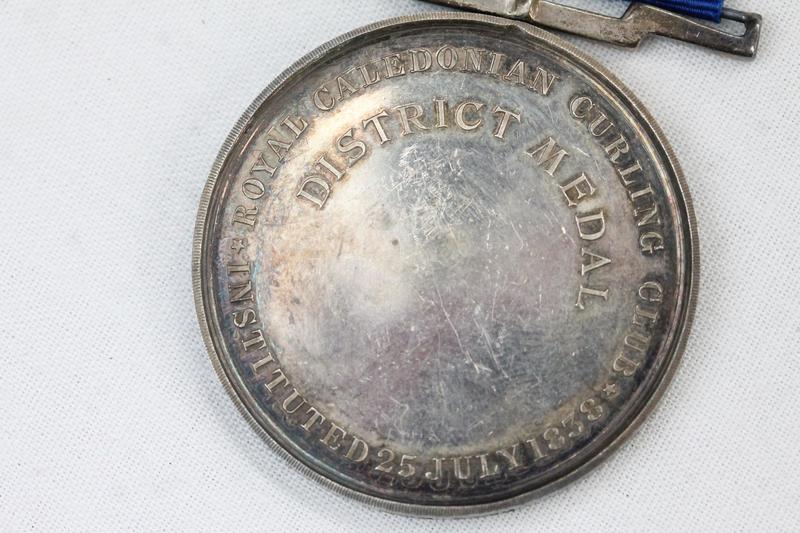 ROYAL CALEDONIAN CURLING CLUB
DISTRICT MEDAL
INSTITUTED 25 JULY 1838